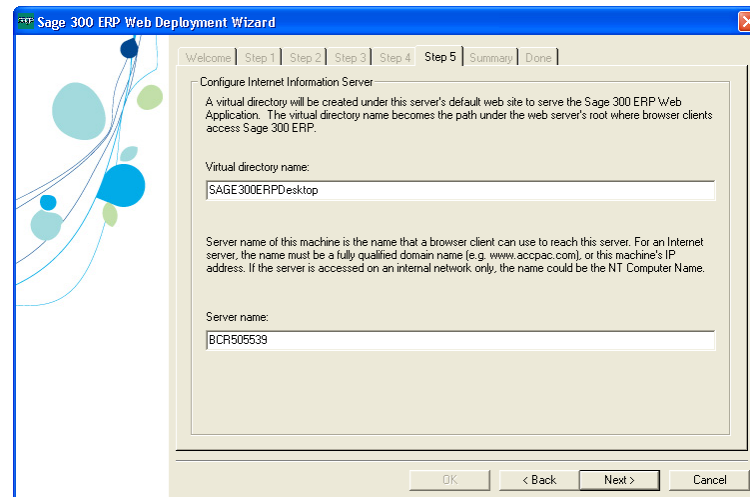 Sage 300 ERP Web Deployment Wizard
Welcome Step 1 Step 2 Step 3 Step 4 Step 5 Summary Done
Configure Internet Information Server
A virtual directory will be created under this server's default web site to serve the Sage 300 ERP Web
Application. The virtual directory name becomes the path under the web server's root where browser clients
access Sage 300 ERP.
Virtual directory name:
SAGE300ERPDesktop
Server name of this machine is the name that a browser client can use to reach this server. For an Internet
server, the name must be a fully qualified domain name (e.g. www.accpac.com), or this machine's IP
address. If the server is accessed on an internal network only, the name could be the NT Computer Name.
Server name:
BCR505539
OK < Back Next > Cancel